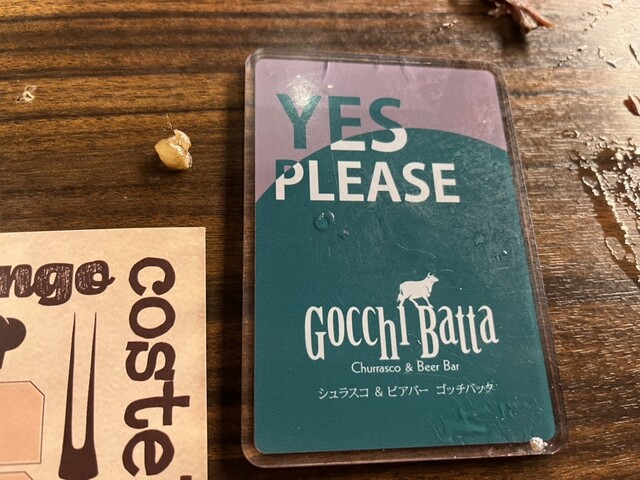 YES
PLEASE
GOCCHI BATTA
Churrasco & Beer Bar
シュラスコ & ビアバー ゴッチバッタ
ngo
coste